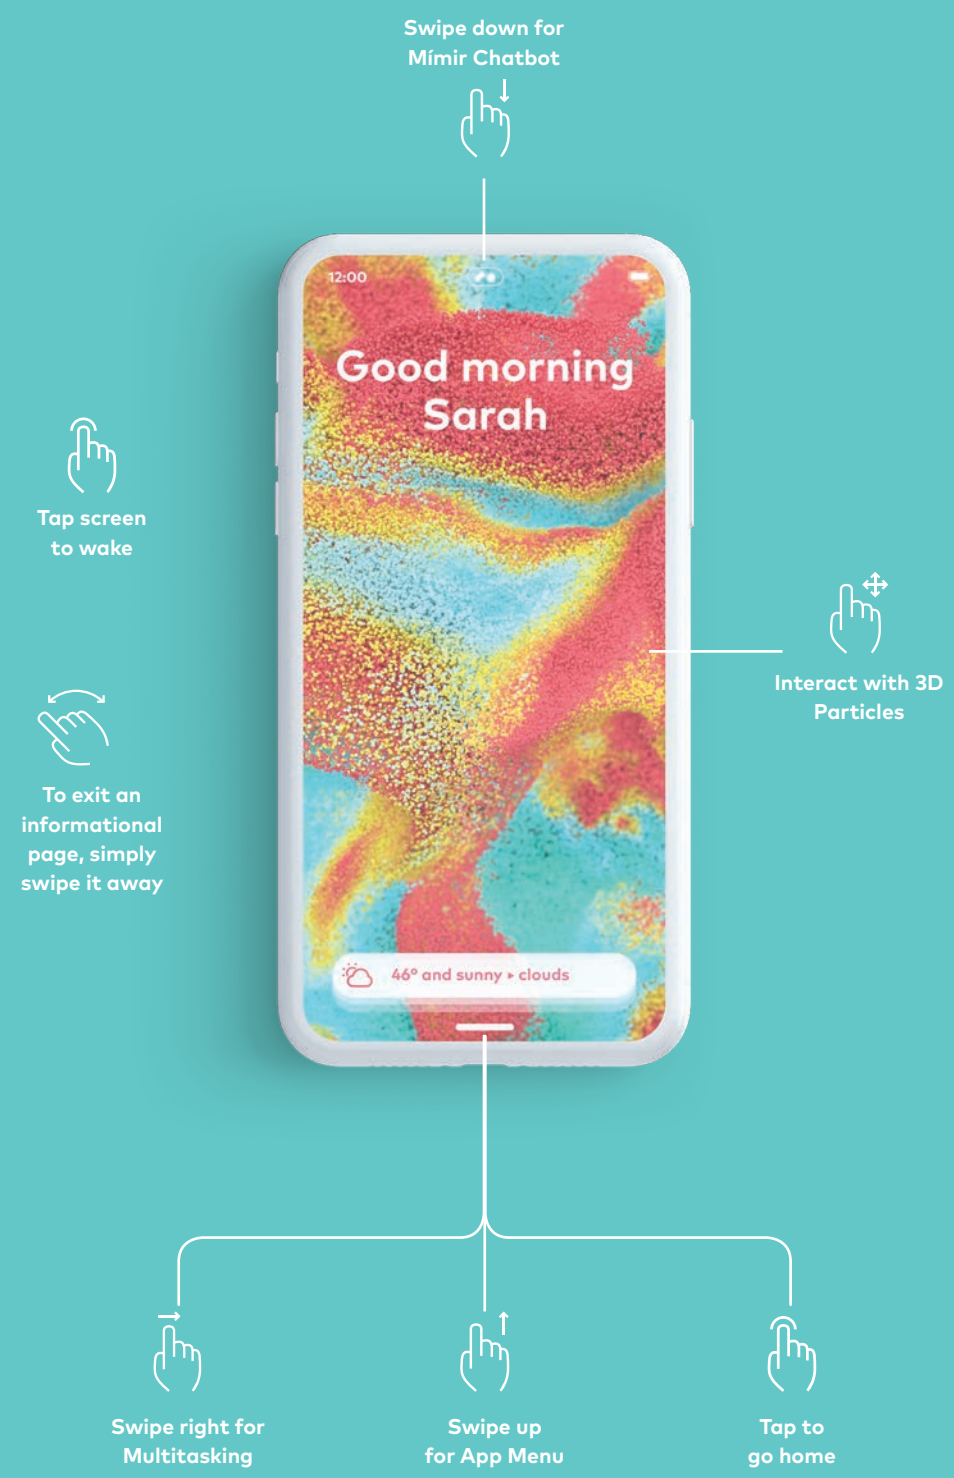 Swipe down for
Mímir Chatbot
12:00
Good morning
Sarah
Tap screen
to wake
Interact with 3D
Particles
To exit an
informational
page, simply
swipe it away
46° and sunny ▸ clouds
Swipe right for
Multitasking
Swipe up
for App Menu
Tap to
go home